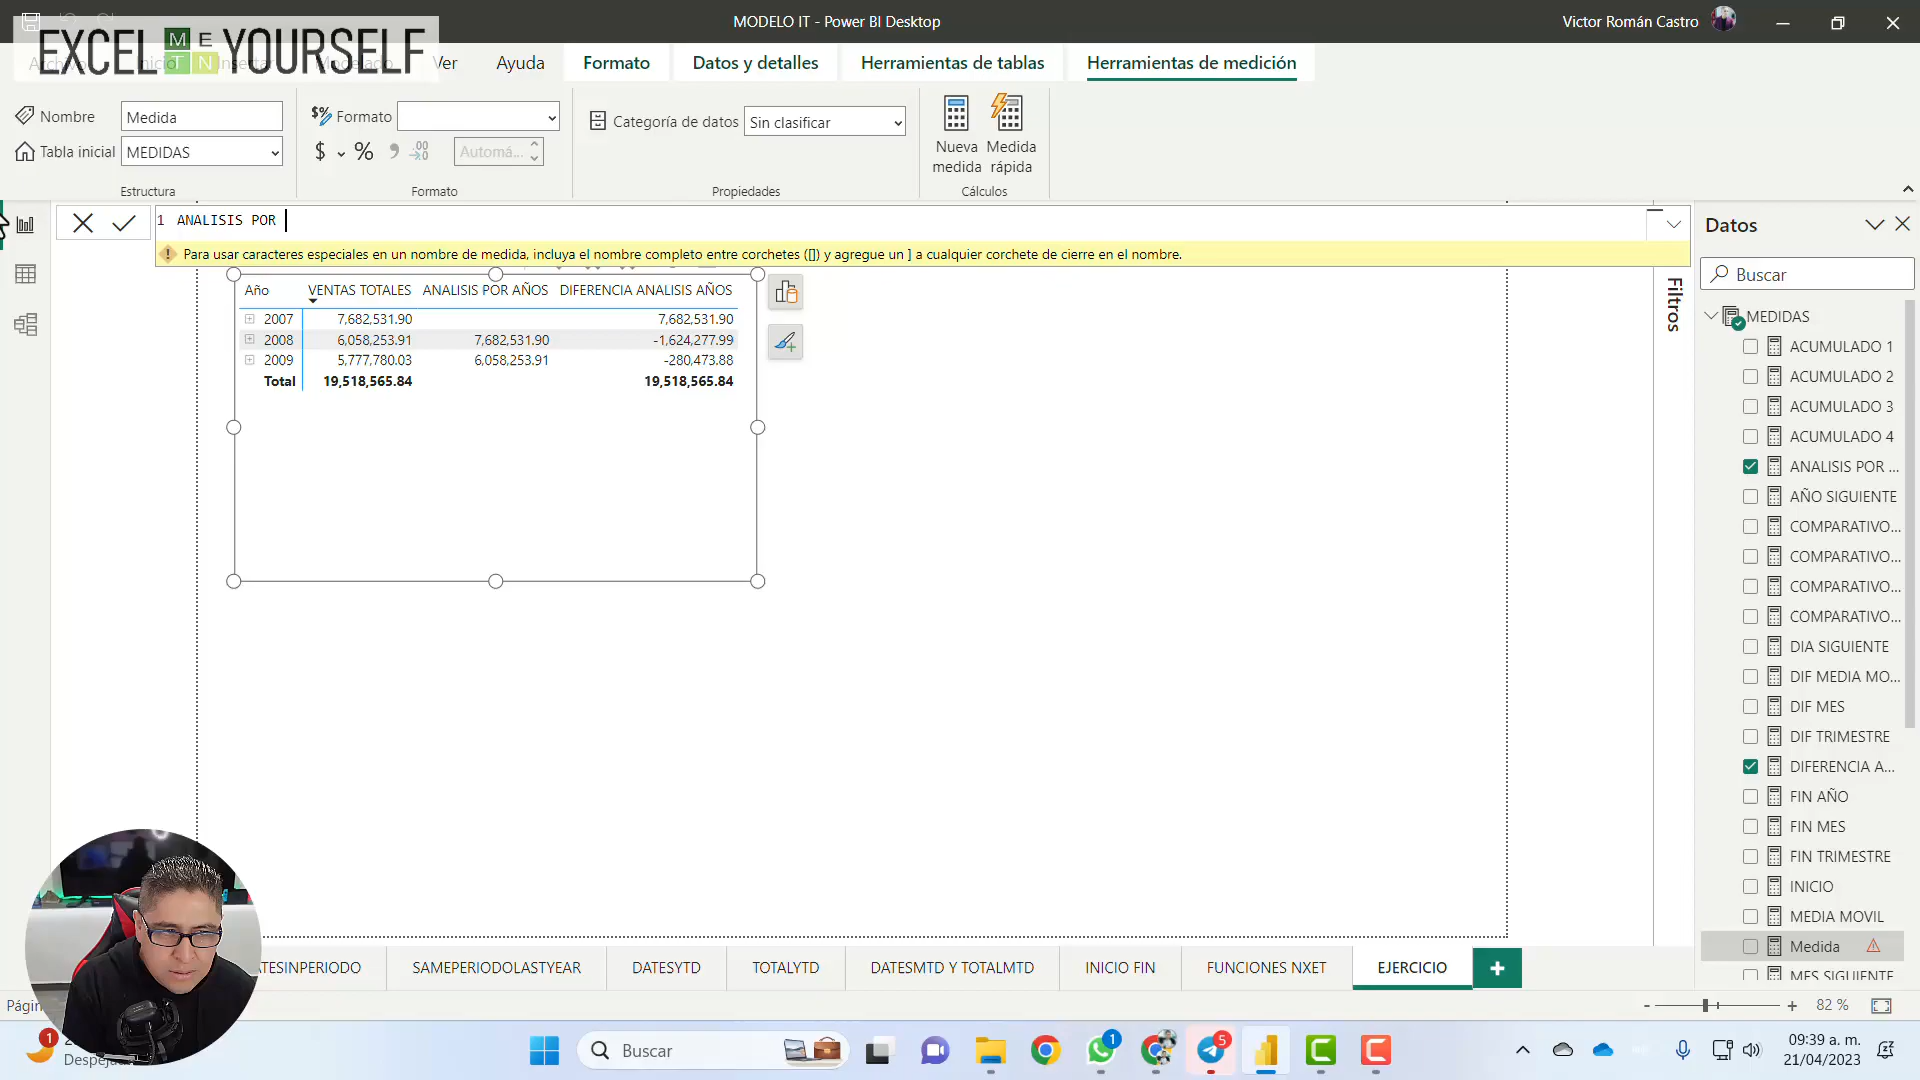 MODELO IT - Power BI Desktop
Victor Román Castro
EXCEL ME TN YOURSELF
Ver
Ayuda
Formato
Datos y detalles
Herramientas de tablas
Herramientas de medición
Nombre
Medida
Tabla inicial
MEDIDAS
Estructura
Formato
$
%
Automá...
Formato
Categoría de datos
Sin clasificar
Propiedades
Nueva medida
Medida rápida
Cálculos
1 ANALISIS POR
Para usar caracteres especiales en un nombre de medida, incluya el nombre completo entre corchetes ([]) y agregue un ] a cualquier corchete de cierre en el nombre.
Año VENTAS TOTALES ANALISIS POR AÑOS DIFERENCIA ANALISIS AÑOS
2007 7,682,531.90 7,682,531.90
2008 6,058,253.91 7,682,531.90 -1,624,277.99
2009 5,777,780.03 6,058,253.91 -280,473.88
Total 19,518,565.84 19,518,565.84
Filtros
Datos
Buscar
MEDIDAS
ACUMULADO 1
ACUMULADO 2
ACUMULADO 3
ACUMULADO 4
ANALISIS POR ...
AÑO SIGUIENTE
COMPARATIVO...
COMPARATIVO...
COMPARATIVO...
COMPARATIVO...
DIA SIGUIENTE
DIF MEDIA MO...
DIF MES
DIF TRIMESTRE
DIFERENCIA A...
FIN AÑO
FIN MES
FIN TRIMESTRE
INICIO
MEDIA MOVIL
Medida
MES SIGUIENTE
ATESINPERIODO
SAMEPERIODOLASTYEAR
DATESYTD
TOTALYTD
DATESMTD Y TOTALMTD
INICIO FIN
FUNCIONES NXET
EJERCICIO
+
Págin
- + 82 %
1
Despeja
Buscar
1
5
09:39 a. m.
21/04/2023